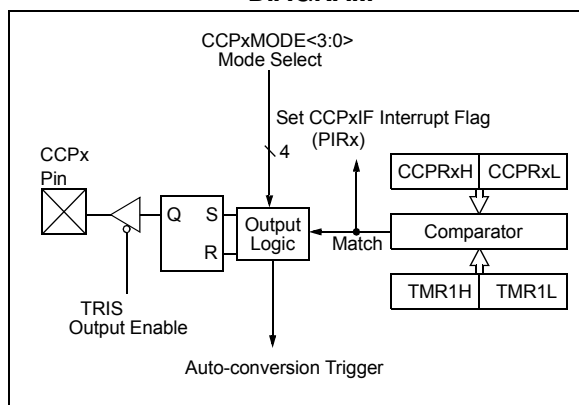 CCPxMODE<3:0>
Mode Select
Set CCPxIF Interrupt Flag
(PIRx)
4
CCPx
Pin
CCPRxH
CCPRxL
Q
S
R
Output
Logic
Match
Comparator
TMR1H
TMR1L
TRIS
Output Enable
Auto-conversion Trigger